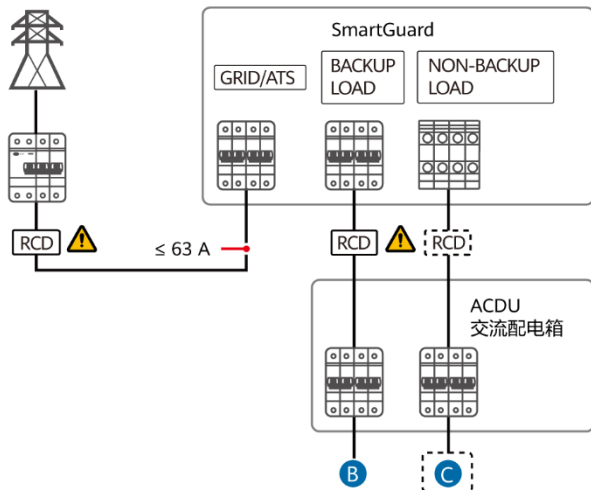 SmartGuard
GRID/ATS
BACKUP
LOAD
NON-BACKUP
LOAD
RCD
≤ 63 A
RCD
RCD
ACDU
交流配电箱
B
C